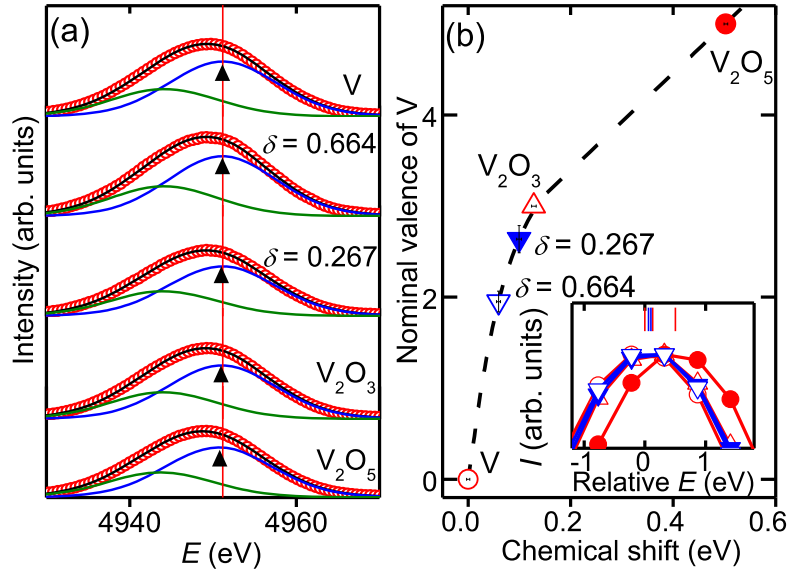 (a)
V
δ = 0.664
δ = 0.267
V₂O₃
V₂O₅
Intensity (arb. units)
4940
4960
E (eV)
(b)
V₂O₅
V₂O₃
δ = 0.267
δ = 0.664
V
Nominal valence of V
4
2
0
0.0
0.2
0.4
0.6
Chemical shift (eV)
I (arb. units)
-1
0
1
Relative E (eV)